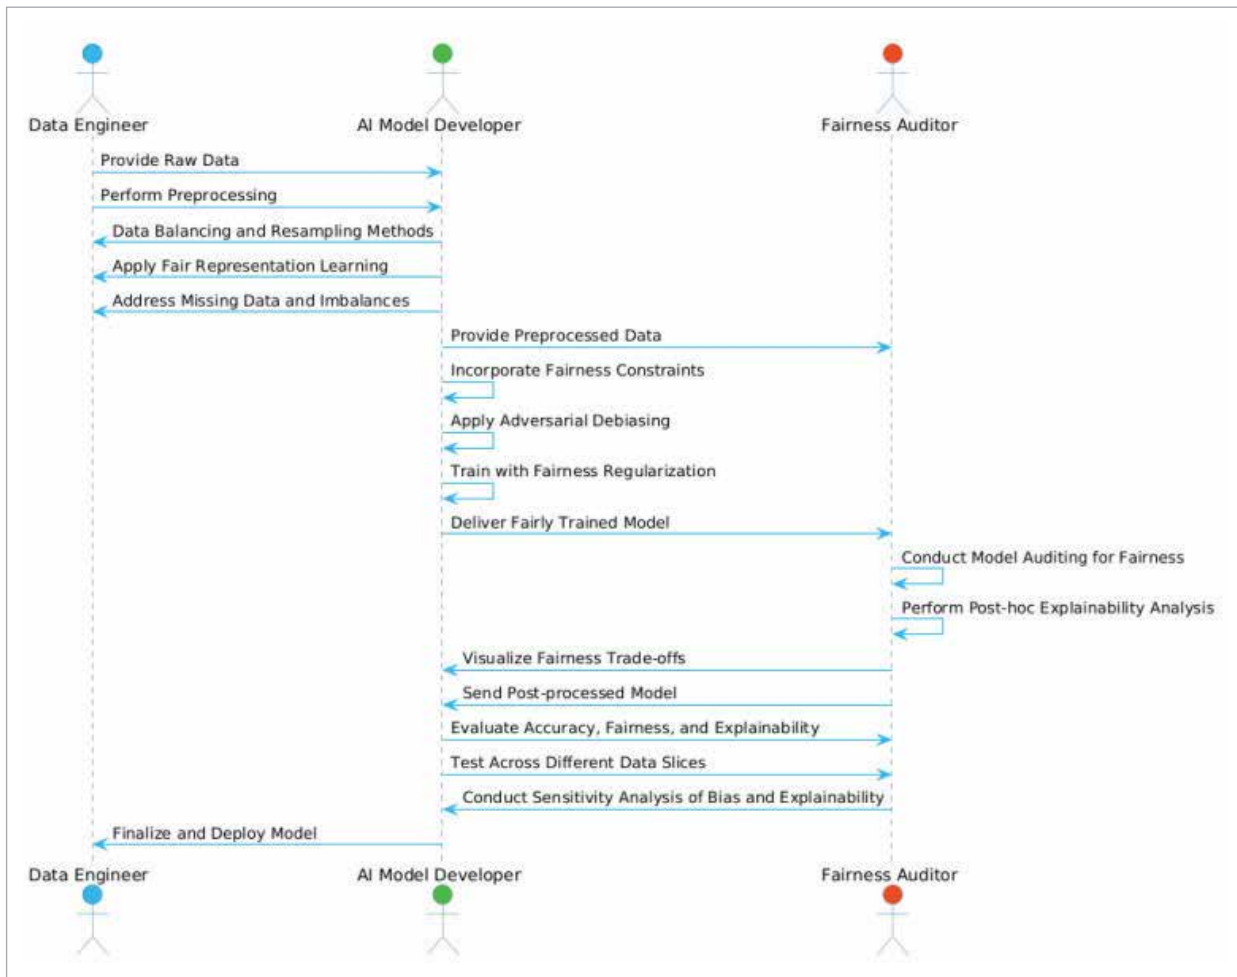 Data Engineer
AI Model Developer
Fairness Auditor
Provide Raw Data
Perform Preprocessing
Data Balancing and Resampling Methods
Apply Fair Representation Learning
Address Missing Data and Imbalances
Provide Preprocessed Data
Incorporate Fairness Constraints
Apply Adversarial Debiasing
Train with Fairness Regularization
Deliver Fairly Trained Model
Conduct Model Auditing for Fairness
Perform Post-hoc Explainability Analysis
Visualize Fairness Trade-offs
Send Post-processed Model
Evaluate Accuracy, Fairness, and Explainability
Test Across Different Data Slices
Conduct Sensitivity Analysis of Bias and Explainability
Finalize and Deploy Model
Data Engineer
AI Model Developer
Fairness Auditor